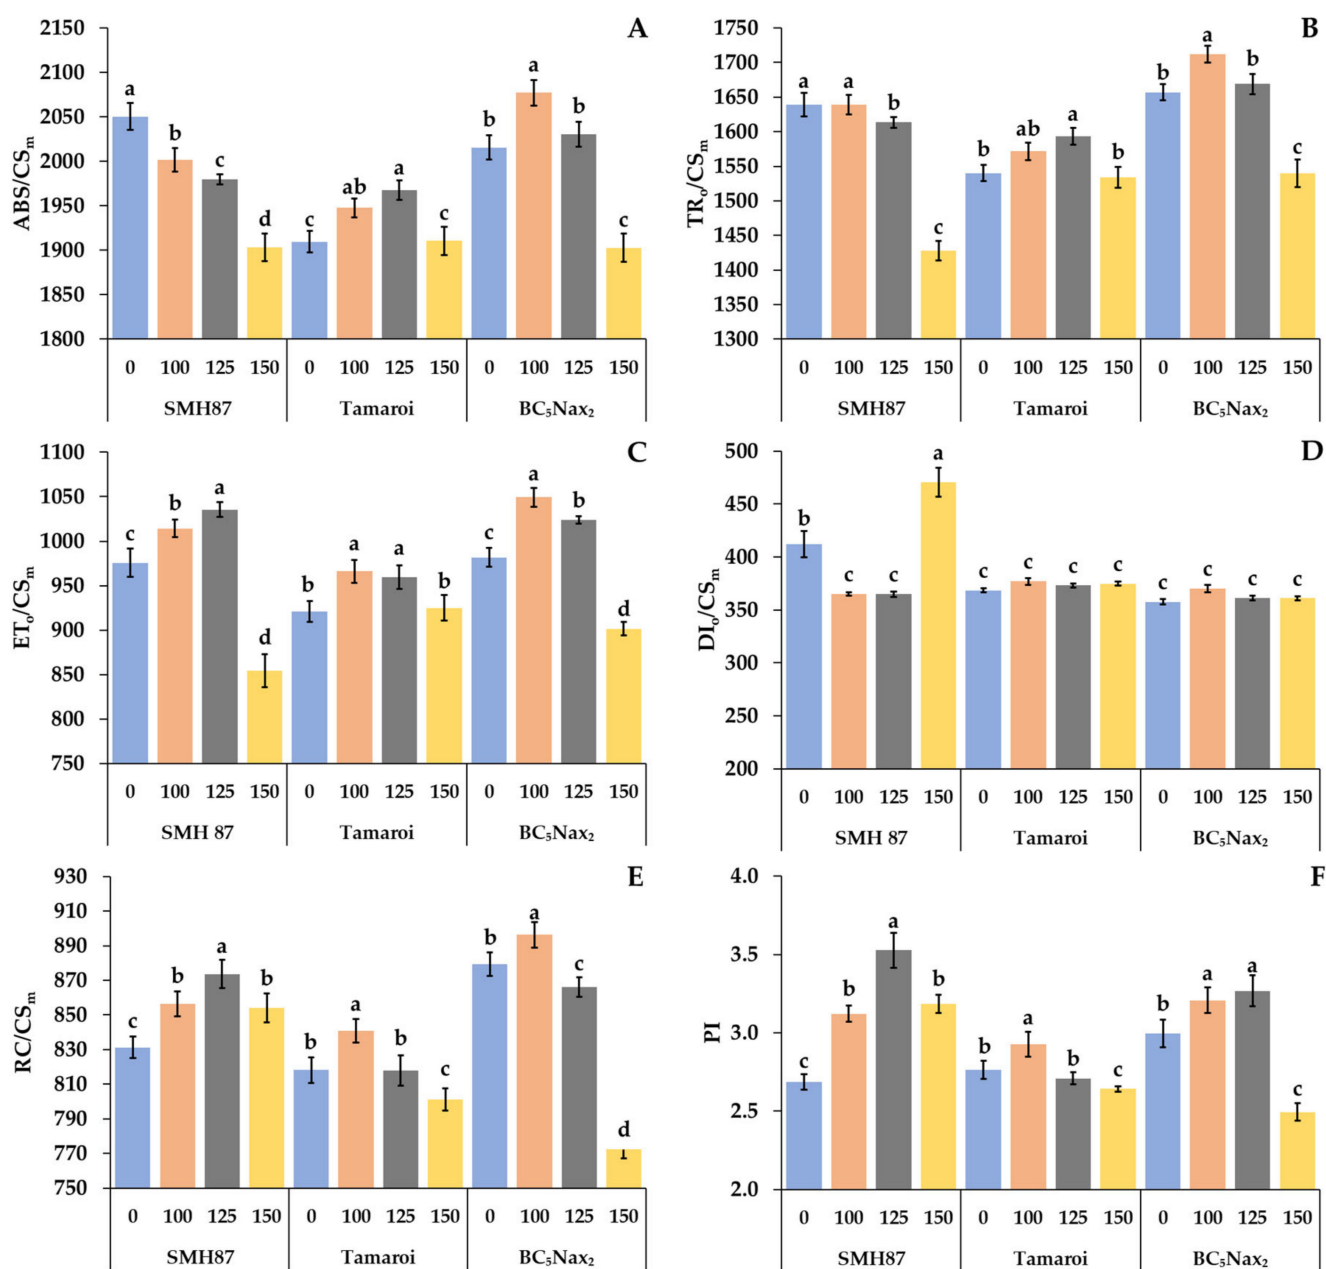 A
ABS/CSm
2150
2100
2050
2000
1950
1900
1850
1800
a
b
c
d
c
ab
a
c
b
a
b
c
0 100 125 150 0 100 125 150 0 100 125 150
SMH87 Tamaroi BC₅Nax₂
B
TRo/CSm
1750
1700
1650
1600
1550
1500
1450
1400
1350
1300
a
a
b
c
b
ab
a
b
b
a
b
c
0 100 125 150 0 100 125 150 0 100 125 150
SMH87 Tamaroi BC₅Nax₂
C
ETo/CSm
1100
1050
1000
950
900
850
800
750
c
b
a
d
b
a
a
b
c
a
b
d
0 100 125 150 0 100 125 150 0 100 125 150
SMH 87 Tamaroi BC₅Nax₂
D
DIo/CSm
500
450
400
350
300
250
200
b
c
c
a
c
c
c
c
c
c
c
c
0 100 125 150 0 100 125 150 0 100 125 150
SMH 87 Tamaroi BC₅Nax₂
E
RC/CSm
930
910
890
870
850
830
810
790
770
750
c
b
a
b
b
a
b
c
b
a
c
d
0 100 125 150 0 100 125 150 0 100 125 150
SMH87 Tamaroi BC₅Nax₂
F
PI
4.0
3.5
3.0
2.5
2.0
c
b
a
b
b
a
b
c
b
a
a
c
0 100 125 150 0 100 125 150 0 100 125 150
SMH87 Tamaroi BC₅Nax₂